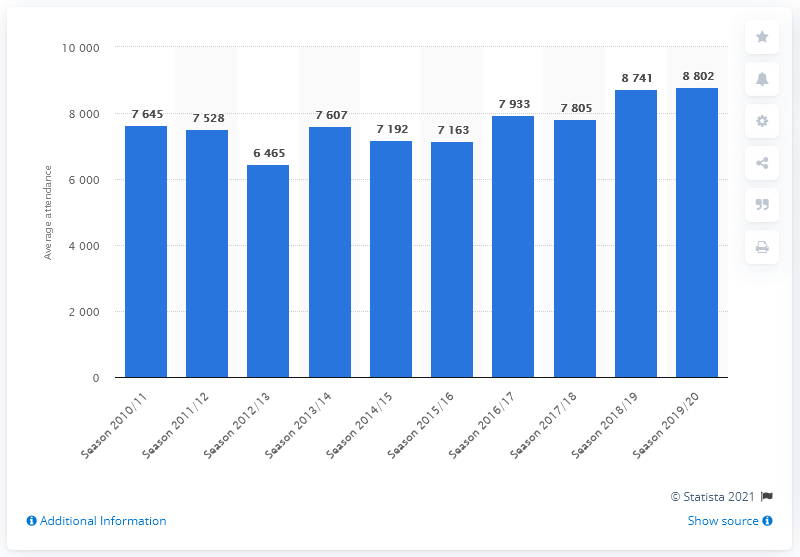 10 000
8 000
6 000
4 000
2 000
0
Average attendance
7 645
7 528
6 465
7 607
7 192
7 163
7 933
7 805
8 741
8 802
Season 2010/11
Season 2011/12
Season 2012/13
Season 2013/14
Season 2014/15
Season 2015/16
Season 2016/17
Season 2017/18
Season 2018/19
Season 2019/20
© Statista 2021
Additional Information
Show source